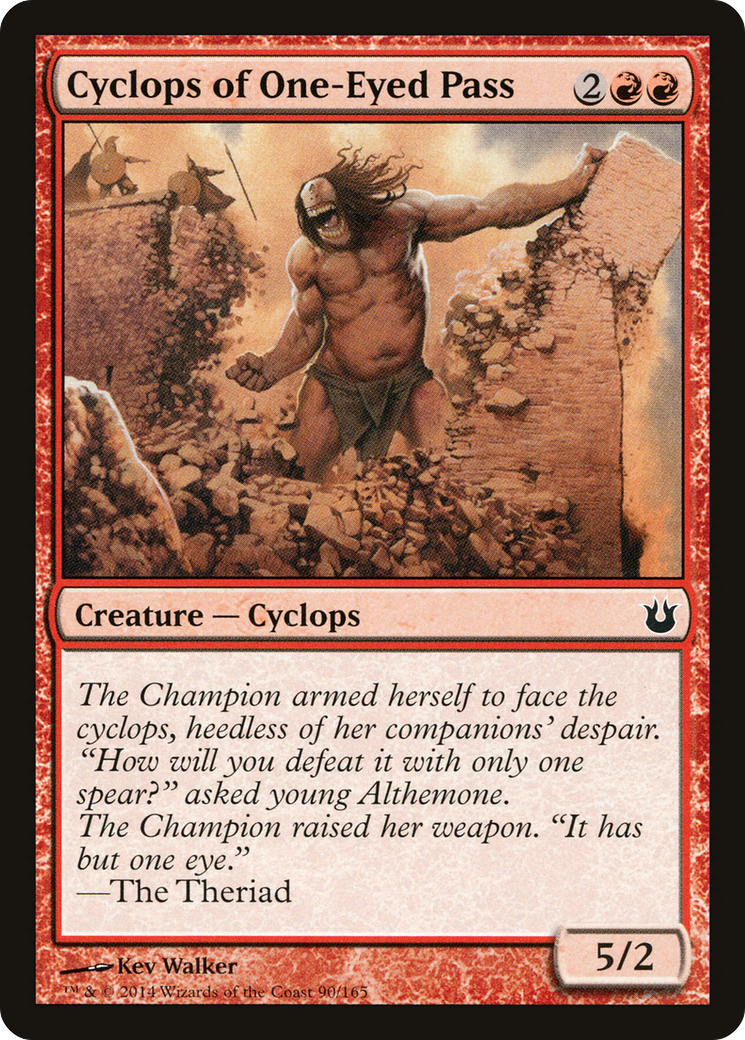 Cyclops of One-Eyed Pass 2
Creature — Cyclops
The Champion armed herself to face the
cyclops, heedless of her companions’ despair.
“How will you defeat it with only one
spear?” asked young Althemone.
The Champion raised her weapon. “It has
but one eye.”
—The Theriad
5/2
Kev Walker
™ & © 2014 Wizards of the Coast 90/165